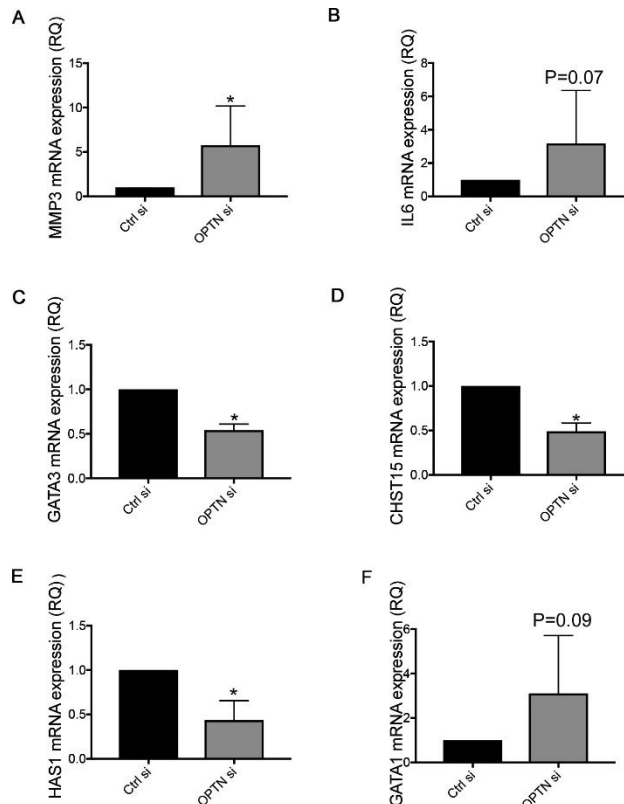 A
MMP3 mRNA expression (RQ)
15
10
5
0
*
Ctrl si
OPTN si
B
IL6 mRNA expression (RQ)
8
6
4
2
0
P=0.07
Ctrl si
OPTN si
C
GATA3 mRNA expression (RQ)
1.5
1.0
0.5
0.0
*
Ctrl si
OPTN si
D
CHST15 mRNA expression (RQ)
1.5
1.0
0.5
0.0
*
Ctrl si
OPTN si
E
HAS1 mRNA expression (RQ))
1.5
1.0
0.5
0.0
*
Ctrl si
OPTN si
F
GATA1 mRNA expression (RQ)
6
4
2
0
P=0.09
Ctrl si
OPTN si